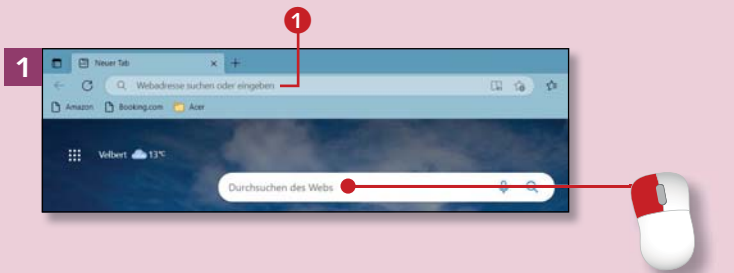 1
1
Neuer Tab
Webadresse suchen oder eingeben
Amazon Booking.com Acer
Velbert 13°C
Durchsuchen des Webs